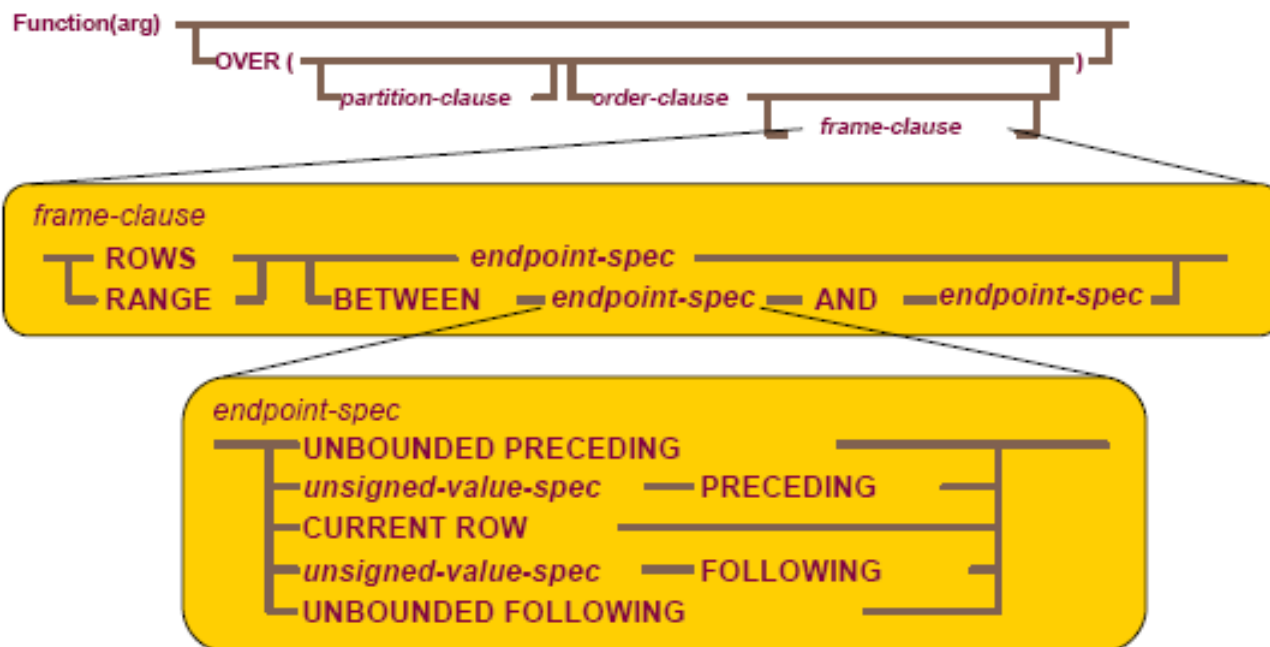 Function(arg)
OVER ( )
partition-clause order-clause
frame-clause
frame-clause
ROWS endpoint-spec
RANGE BETWEEN endpoint-spec AND endpoint-spec
endpoint-spec
UNBOUNDED PRECEDING
unsigned-value-spec PRECEDING
CURRENT ROW
unsigned-value-spec FOLLOWING
UNBOUNDED FOLLOWING